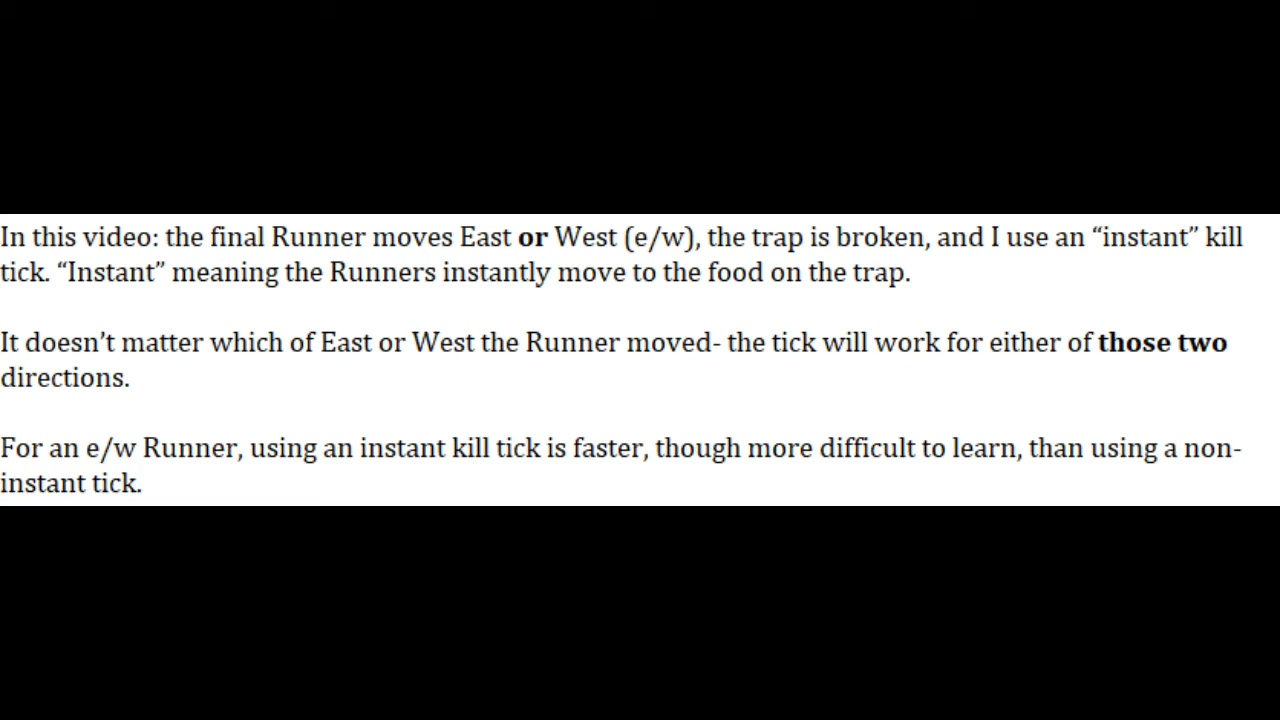 In this video: the final Runner moves East or West (e/w), the trap is broken, and I use an “instant” kill
tick. “Instant” meaning the Runners instantly move to the food on the trap.
It doesn’t matter which of East or West the Runner moved- the tick will work for either of those two
directions.
For an e/w Runner, using an instant kill tick is faster, though more difficult to learn, than using a non-
instant tick.